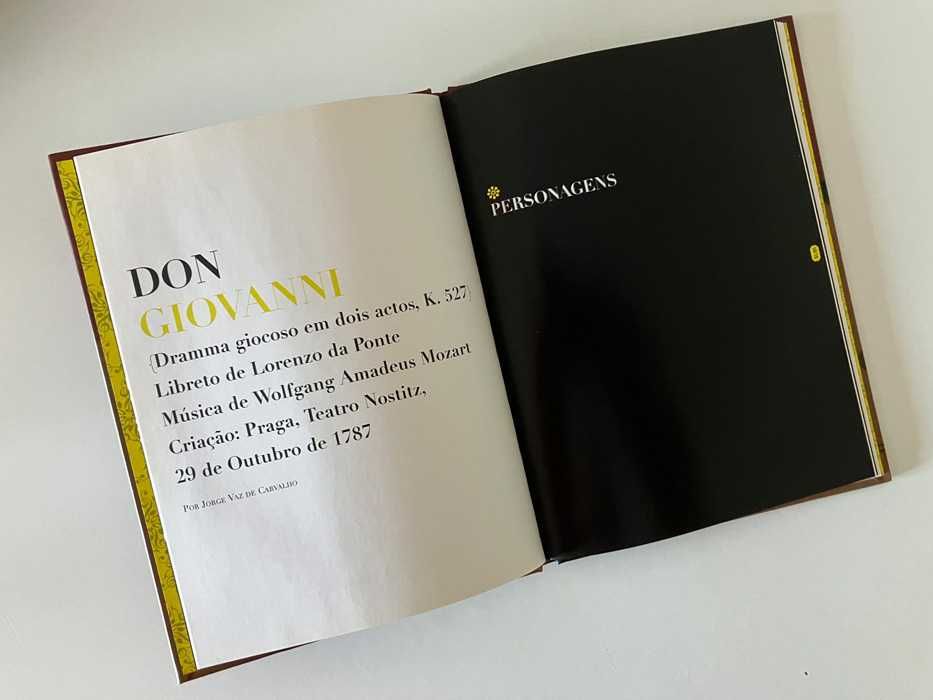 DON
GIOVANNI
{Dramma giocoso em dois actos, K. 527}
Libreto de Lorenzo da Ponte
Música de Wolfgang Amadeus Mozart
Criação: Praga, Teatro Nostitz,
29 de Outubro de 1787
Por Jorge Vaz de Carvalho
PERSONAGENS